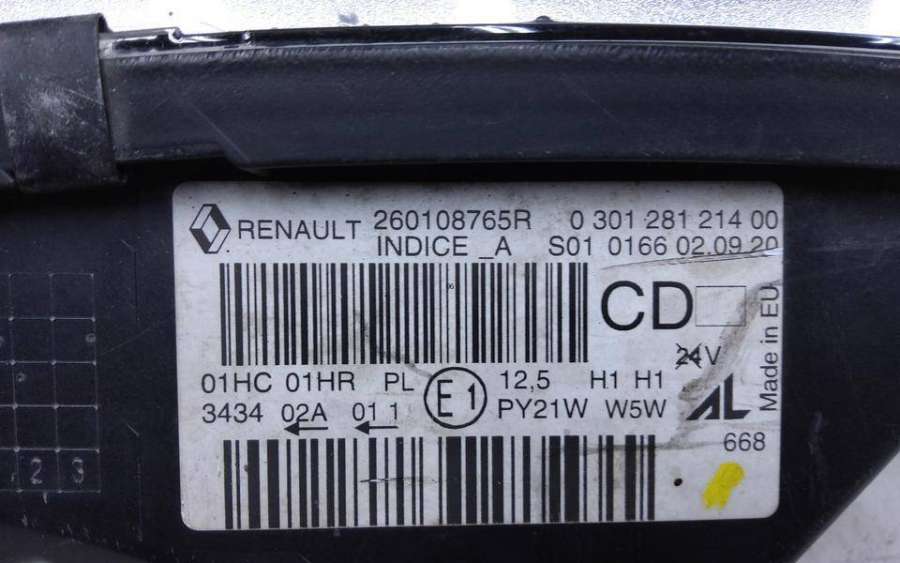 RENAULT 260108765R 0 301 281 214 00
INDICE _A S01 0166 02.09.20
CD
24V
Made in EU
01HC 01HR PL E1 12,5 H1 H1
3434 02A 01 1 PY21W W5W AL
668
2 3